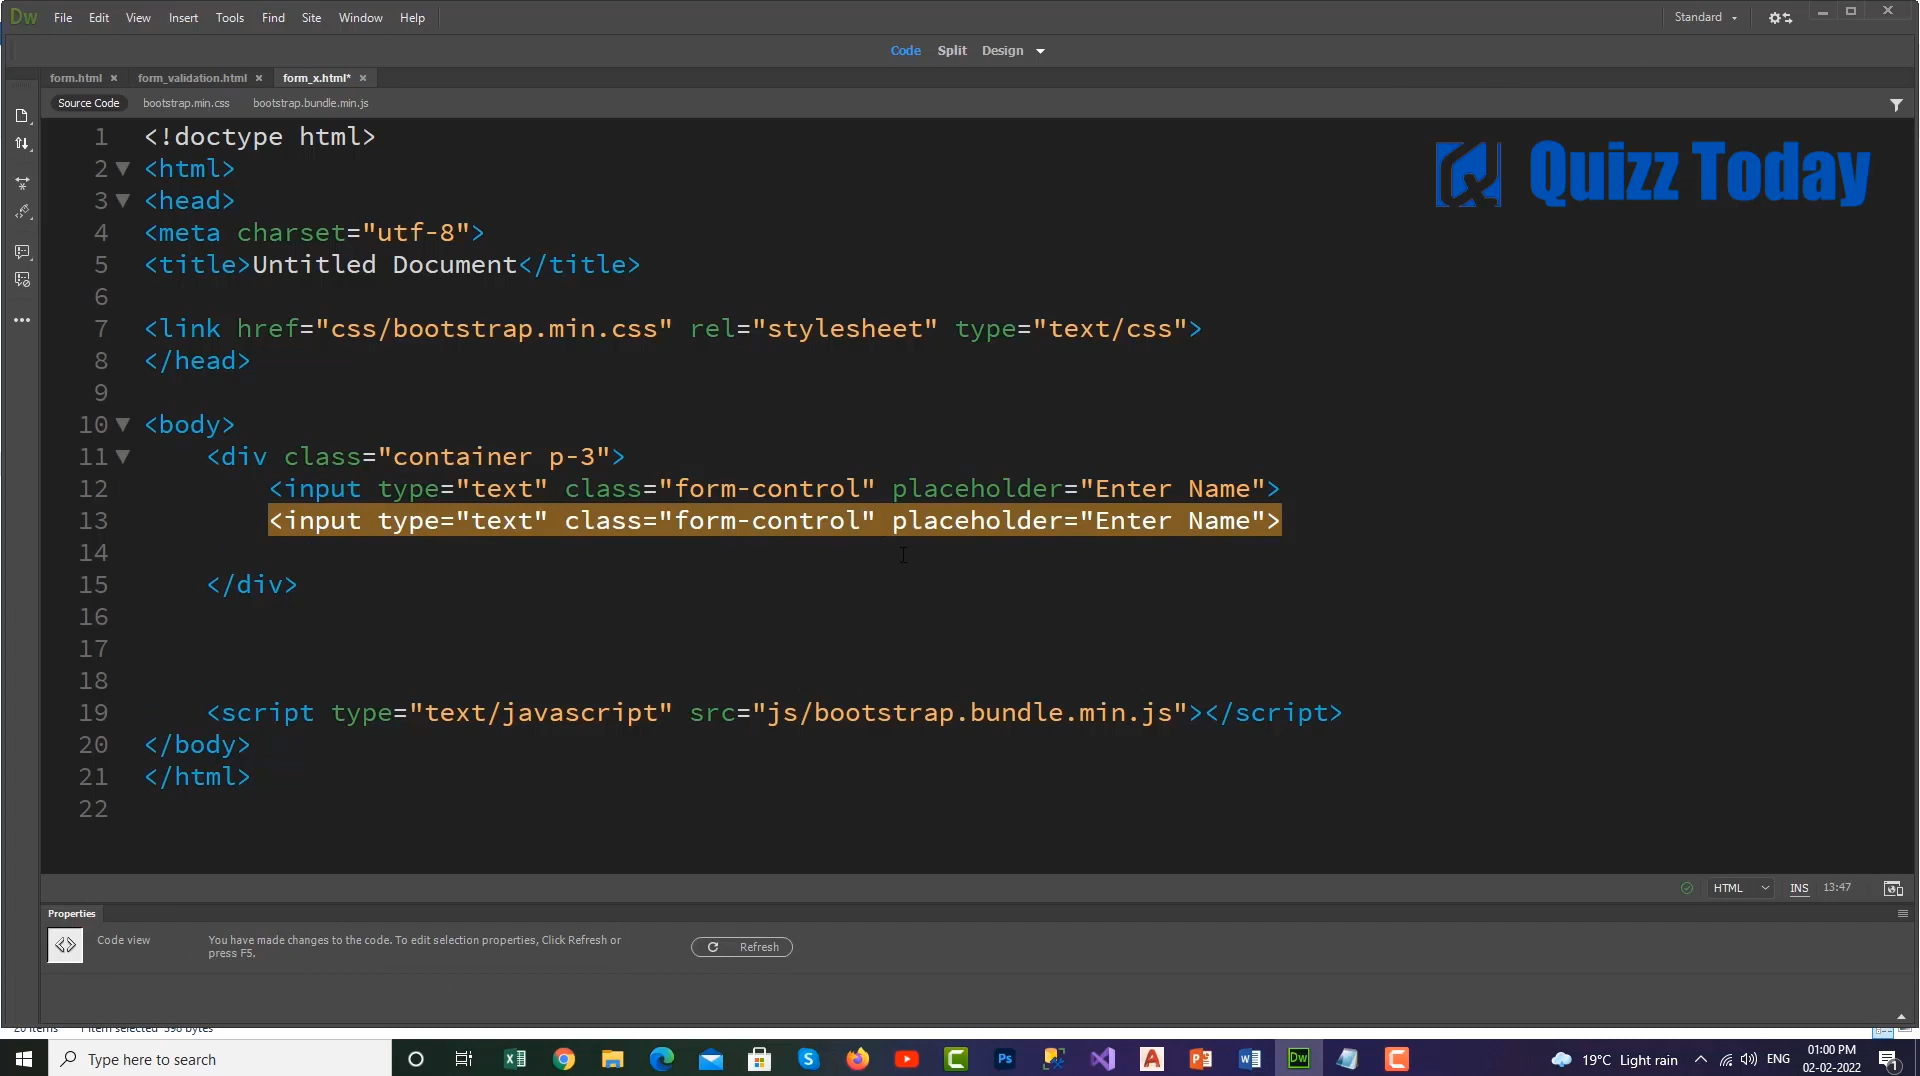 Dw File Edit View Insert Tools Find Site Window Help Standard
Code Split Design
form.html × form_validation.html × form_x.html* ×
Source Code bootstrap.min.css bootstrap.bundle.min.js
Quizz Today
1 <!doctype html>
2 <html>
3 <head>
4 <meta charset="utf-8">
5 <title>Untitled Document</title>
6
7 <link href="css/bootstrap.min.css" rel="stylesheet" type="text/css">
8 </head>
9
10 <body>
11 <div class="container p-3">
12 <input type="text" class="form-control" placeholder="Enter Name">
13 <input type="text" class="form-control" placeholder="Enter Name">
14
15 </div>
16
17
18
19 <script type="text/javascript" src="js/bootstrap.bundle.min.js"></script>
20 </body>
21 </html>
22
HTML INS 13:47
Properties
Code view You have made changes to the code. To edit selection properties, Click Refresh or
press F5.
Refresh
Type here to search
Ps
Dw
19°C Light rain
ENG
01:00 PM
02-02-2022
1